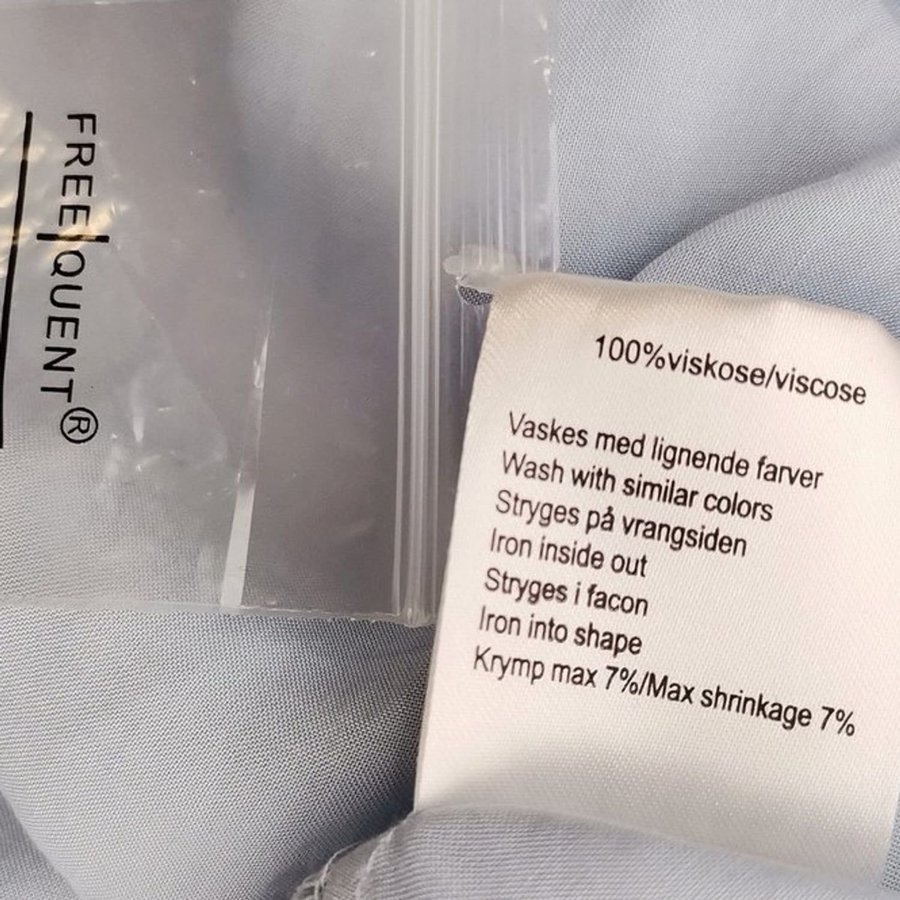 FREE|QUENT®
100%viskose/viscose
Vaskes med lignende farver
Wash with similar colors
Stryges på vrangsiden
Iron inside out
Stryges i facon
Iron into shape
Krymp max 7%/Max shrinkage 7%